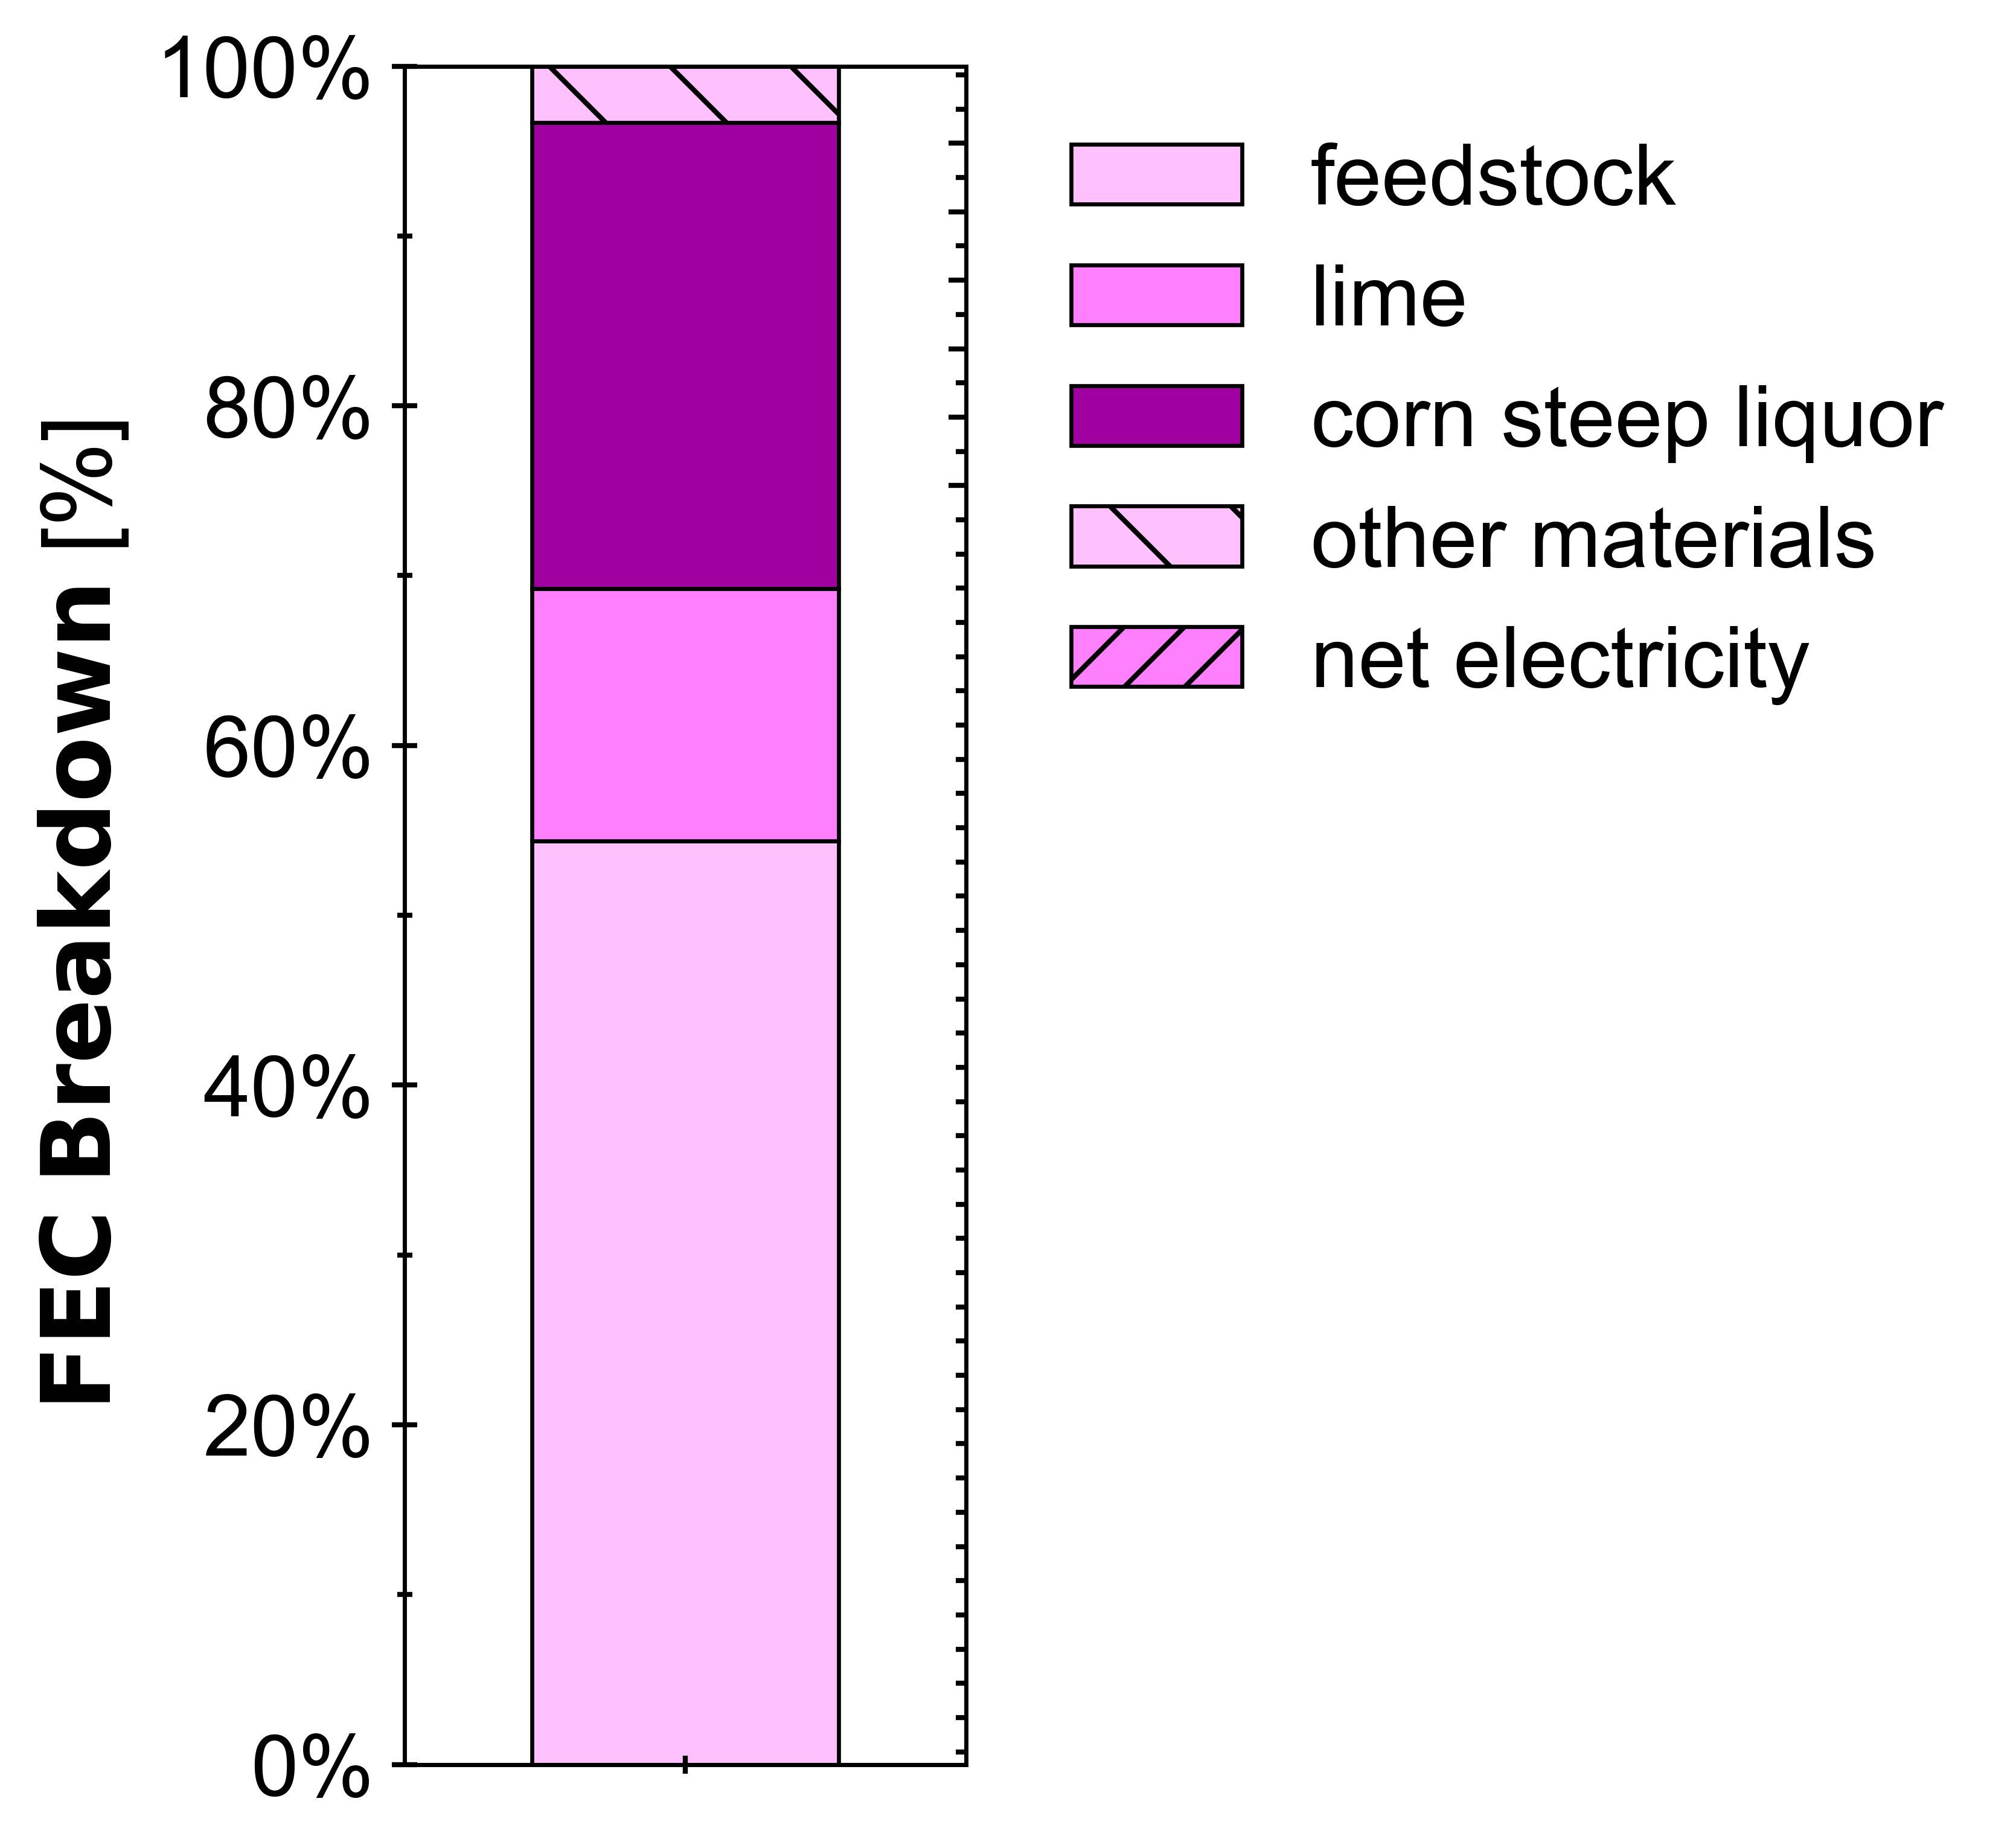 FEC Breakdown [%]
100%
80%
60%
40%
20%
0%
feedstock
lime
corn steep liquor
other materials
net electricity